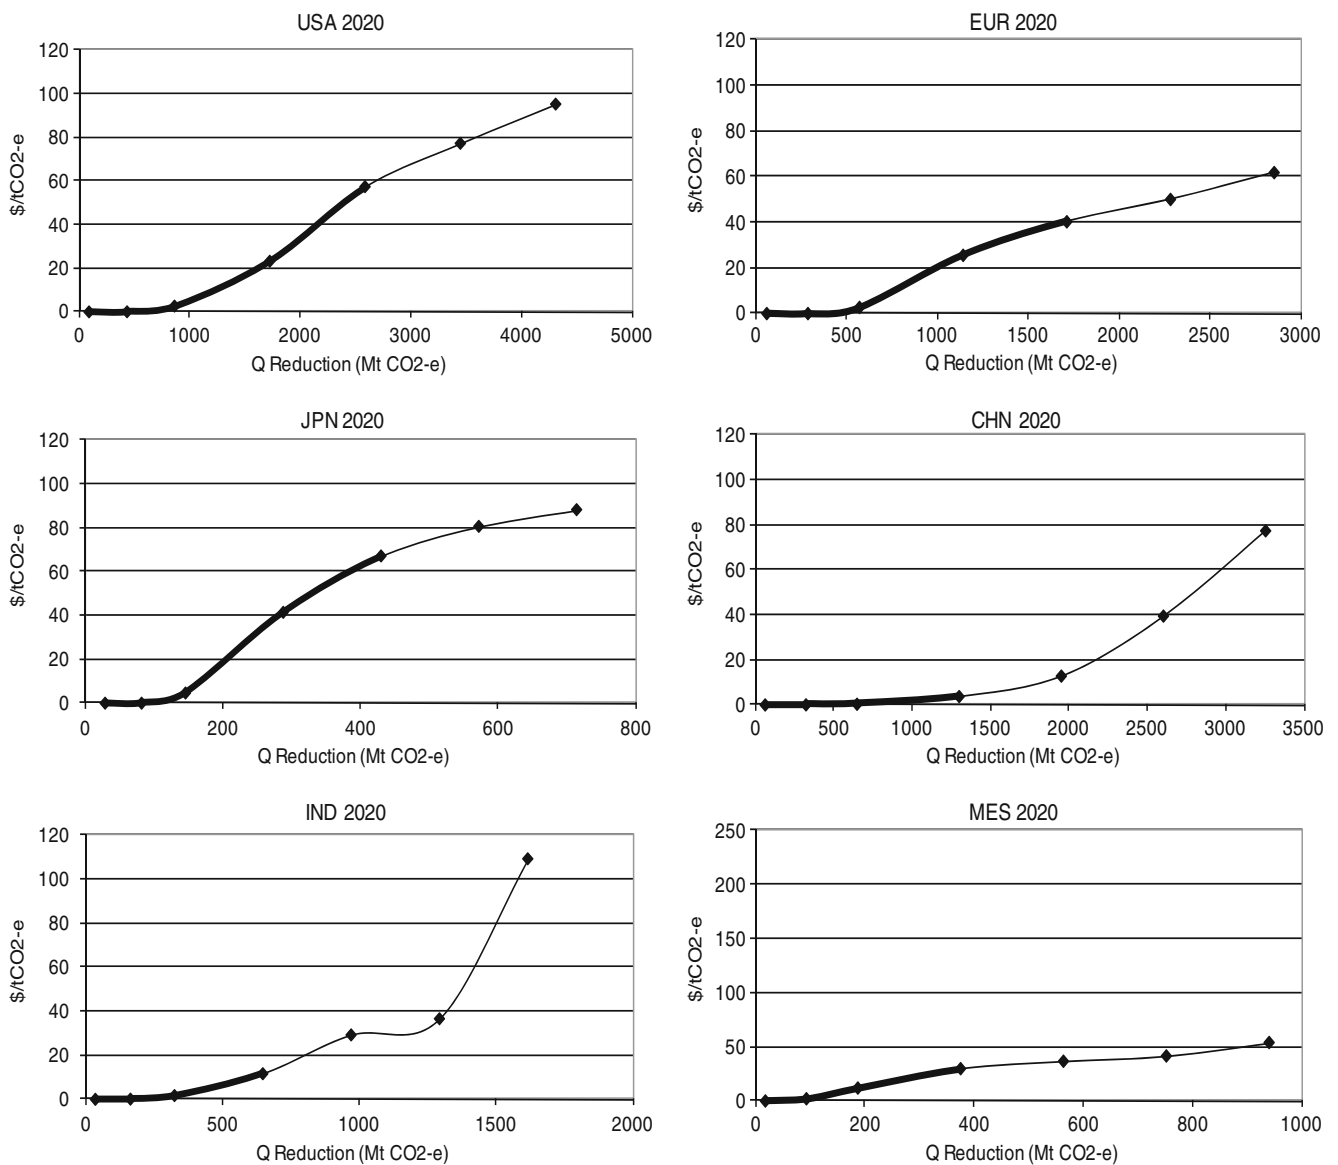 USA 2020
120
100
80
60
40
20
0
$/tCO2-e
0 1000 2000 3000 4000 5000
Q Reduction (Mt CO2-e)
EUR 2020
120
100
80
60
40
20
0
$/tCO2-e
0 500 1000 1500 2000 2500 3000
Q Reduction (Mt CO2-e)
JPN 2020
120
100
80
60
40
20
0
$/tCO2-e
0 200 400 600 800
Q Reduction (Mt CO2-e)
CHN 2020
120
100
80
60
40
20
0
$/tCO2-e
0 500 1000 1500 2000 2500 3000 3500
Q Reduction (Mt CO2-e)
IND 2020
120
100
80
60
40
20
0
$/tCO2-e
0 500 1000 1500 2000
Q Reduction (Mt CO2-e)
MES 2020
250
200
150
100
50
0
$/tCO2-e
0 200 400 600 800 1000
Q Reduction (Mt CO2-e)